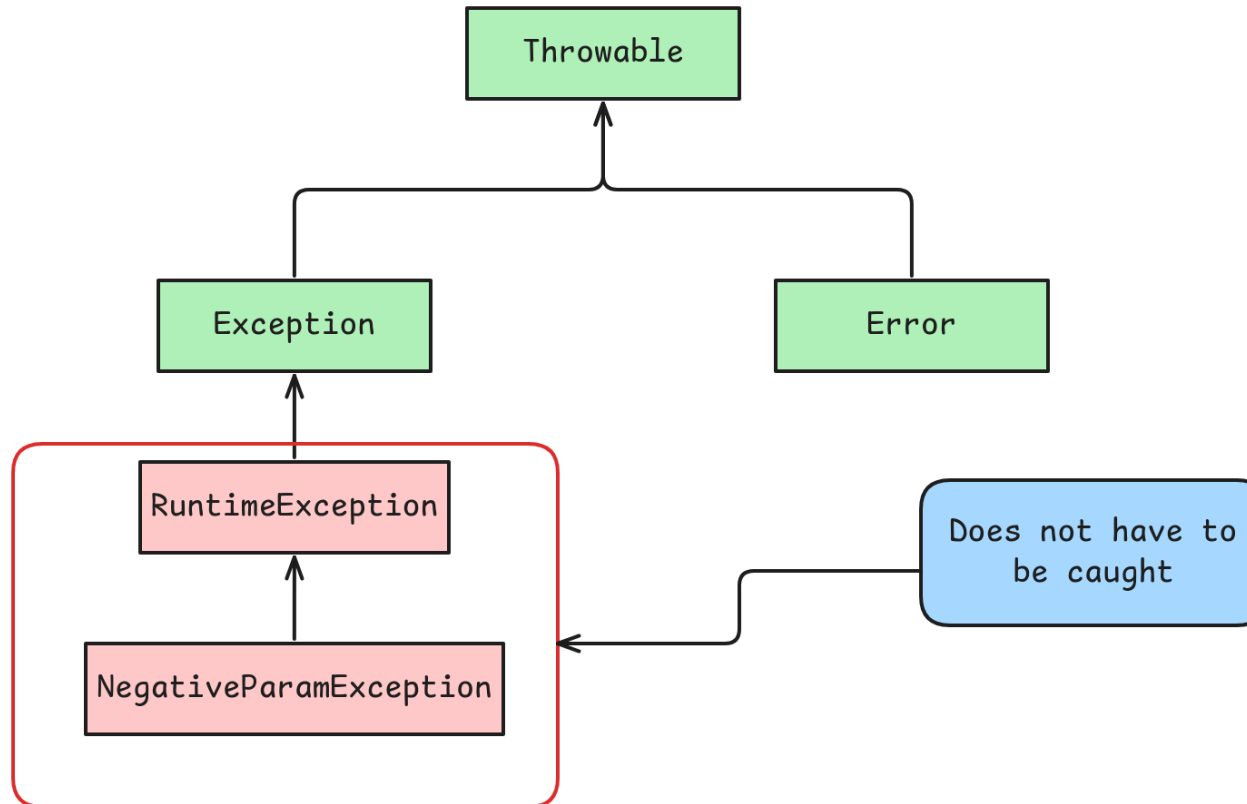 Throwable
Exception
Error
RuntimeException
Does not have to
be caught
NegativeParamException